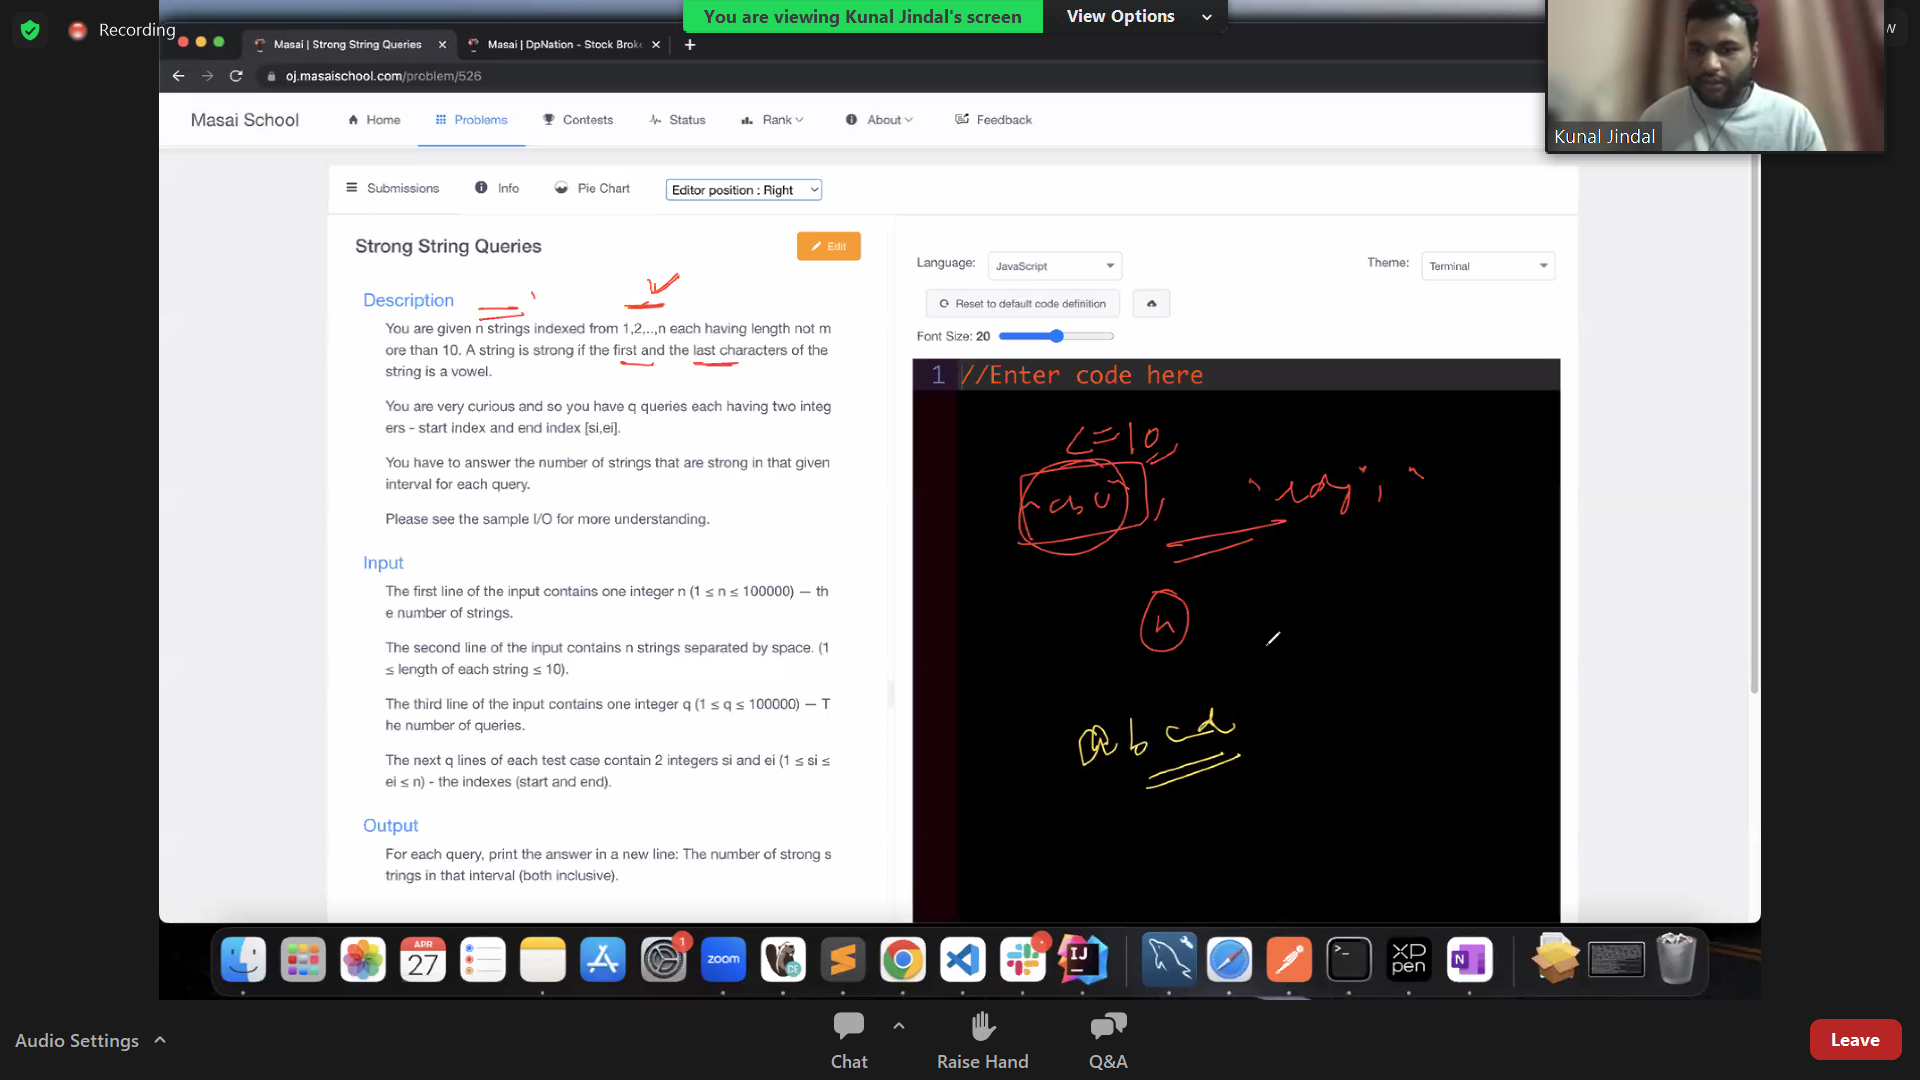 You are viewing Kunal Jindal's screen View Options
Recording
Masai | Strong String Queries
Masai | DpNation - Stock Brok
oj.masaischool.com/problem/526
W
Kunal Jindal
Masai School Home Problems Contests Status Rank About Feedback
Submissions Info Pie Chart Editor position : Right
Strong String Queries
Edit
Description
You are given n strings indexed from 1,2,..,n each having length not m
ore than 10. A string is strong if the first and the last characters of the
string is a vowel.
You are very curious and so you have q queries each having two integ
ers - start index and end index [si,ei].
You have to answer the number of strings that are strong in that given
interval for each query.
Please see the sample I/O for more understanding.
Input
The first line of the input contains one integer n (1 ≤ n ≤ 100000) — th
e number of strings.
The second line of the input contains n strings separated by space. (1
≤ length of each string ≤ 10).
The third line of the input contains one integer q (1 ≤ q ≤ 100000) — T
he number of queries.
The next q lines of each test case contain 2 integers si and ei (1 ≤ si ≤
ei ≤ n) - the indexes (start and end).
Output
For each query, print the answer in a new line: The number of strong s
trings in that interval (both inclusive).
Language: JavaScript Theme: Terminal
Reset to default code definition
Font Size: 20
1 //Enter code here
<=10,
n
b c d
APR
27
1
zoom
CE
IJ
>_
XP
pen
N
Audio Settings
Chat Raise Hand Q&A
Leave